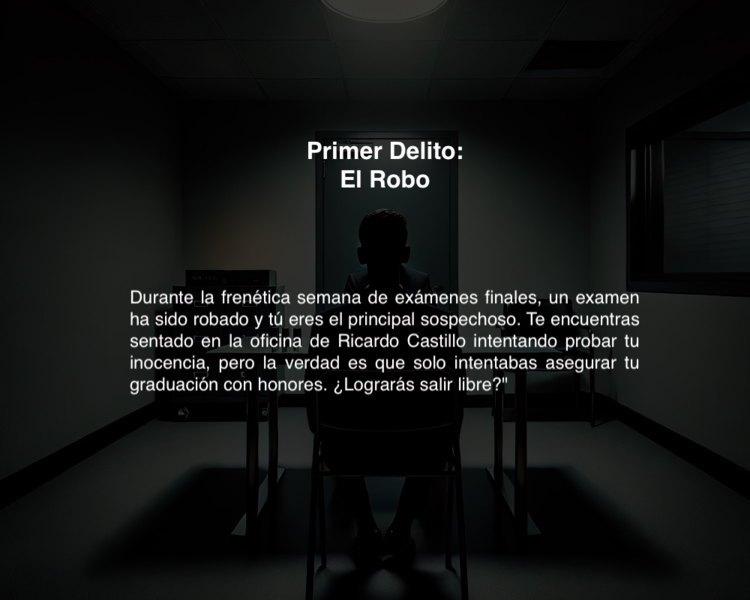 Primer Delito:
El Robo
Durante la frenética semana de exámenes finales, un examen
ha sido robado y tú eres el principal sospechoso. Te encuentras
sentado en la oficina de Ricardo Castillo intentando probar tu
inocencia, pero la verdad es que solo intentabas asegurar tu
graduación con honores. ¿Lograrás salir libre?"